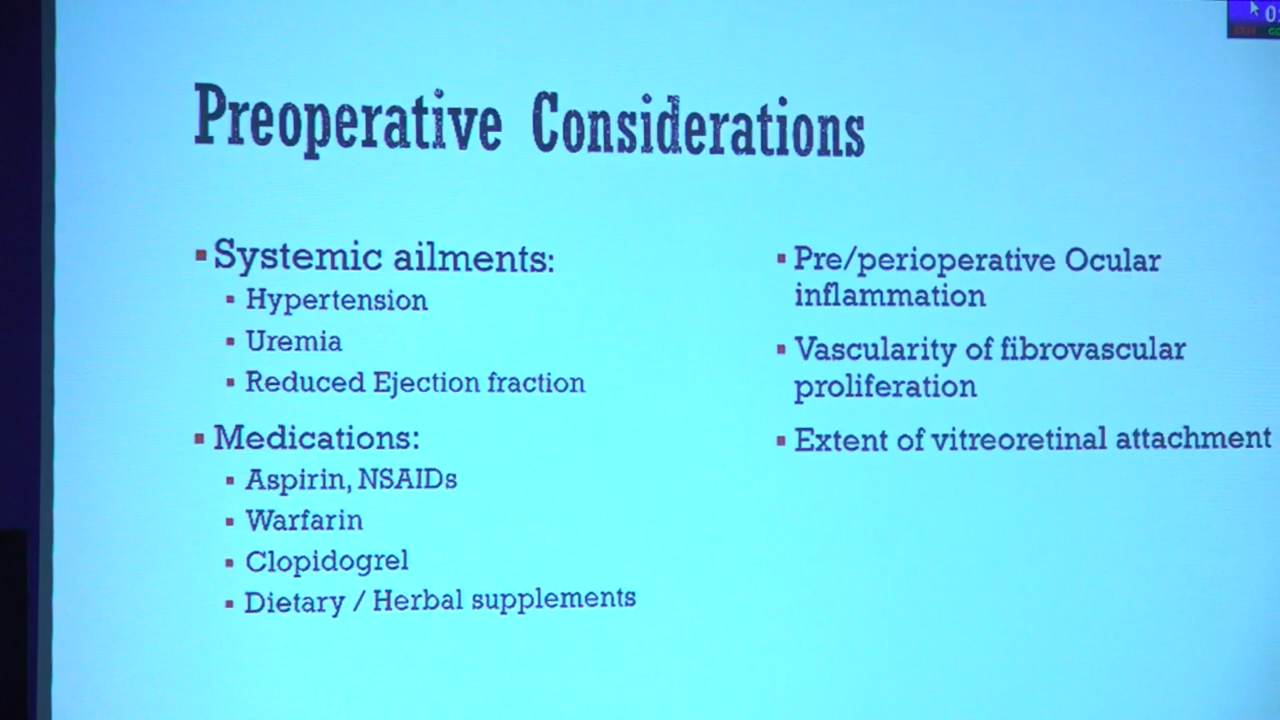 Preoperative Considerations
Systemic ailments:
Hypertension
Uremia
Reduced Ejection fraction
Medications:
Aspirin, NSAIDs
Warfarin
Clopidogrel
Dietary / Herbal supplements
Pre/perioperative Ocular
inflammation
Vascularity of fibrovascular
proliferation
Extent of vitreoretinal attachment